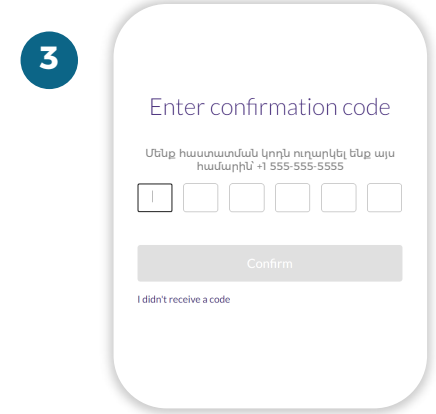 3
Enter confirmation code
Մենք հաստատման կոդն ուղարկել ենք այս
համարին՝ +1 555-555-5555
Confirm
I didn't receive a code